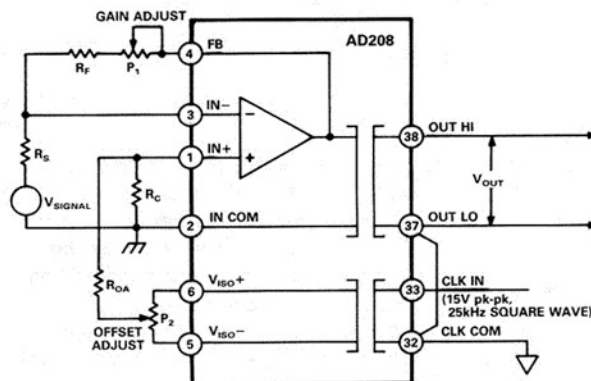 GAIN ADJUST
AD208
4 FB
R_F P_1
3 IN–
–
38 OUT HI
1 IN+
+
R_S
R_C
V_OUT
V_SIGNAL
2 IN COM
OUT LO
37
R_OA
6 V_ISO+
33 CLK IN
(15V pk-pk,
25kHz SQUARE WAVE)
P_2
OFFSET
ADJUST
5 V_ISO–
32 CLK COM